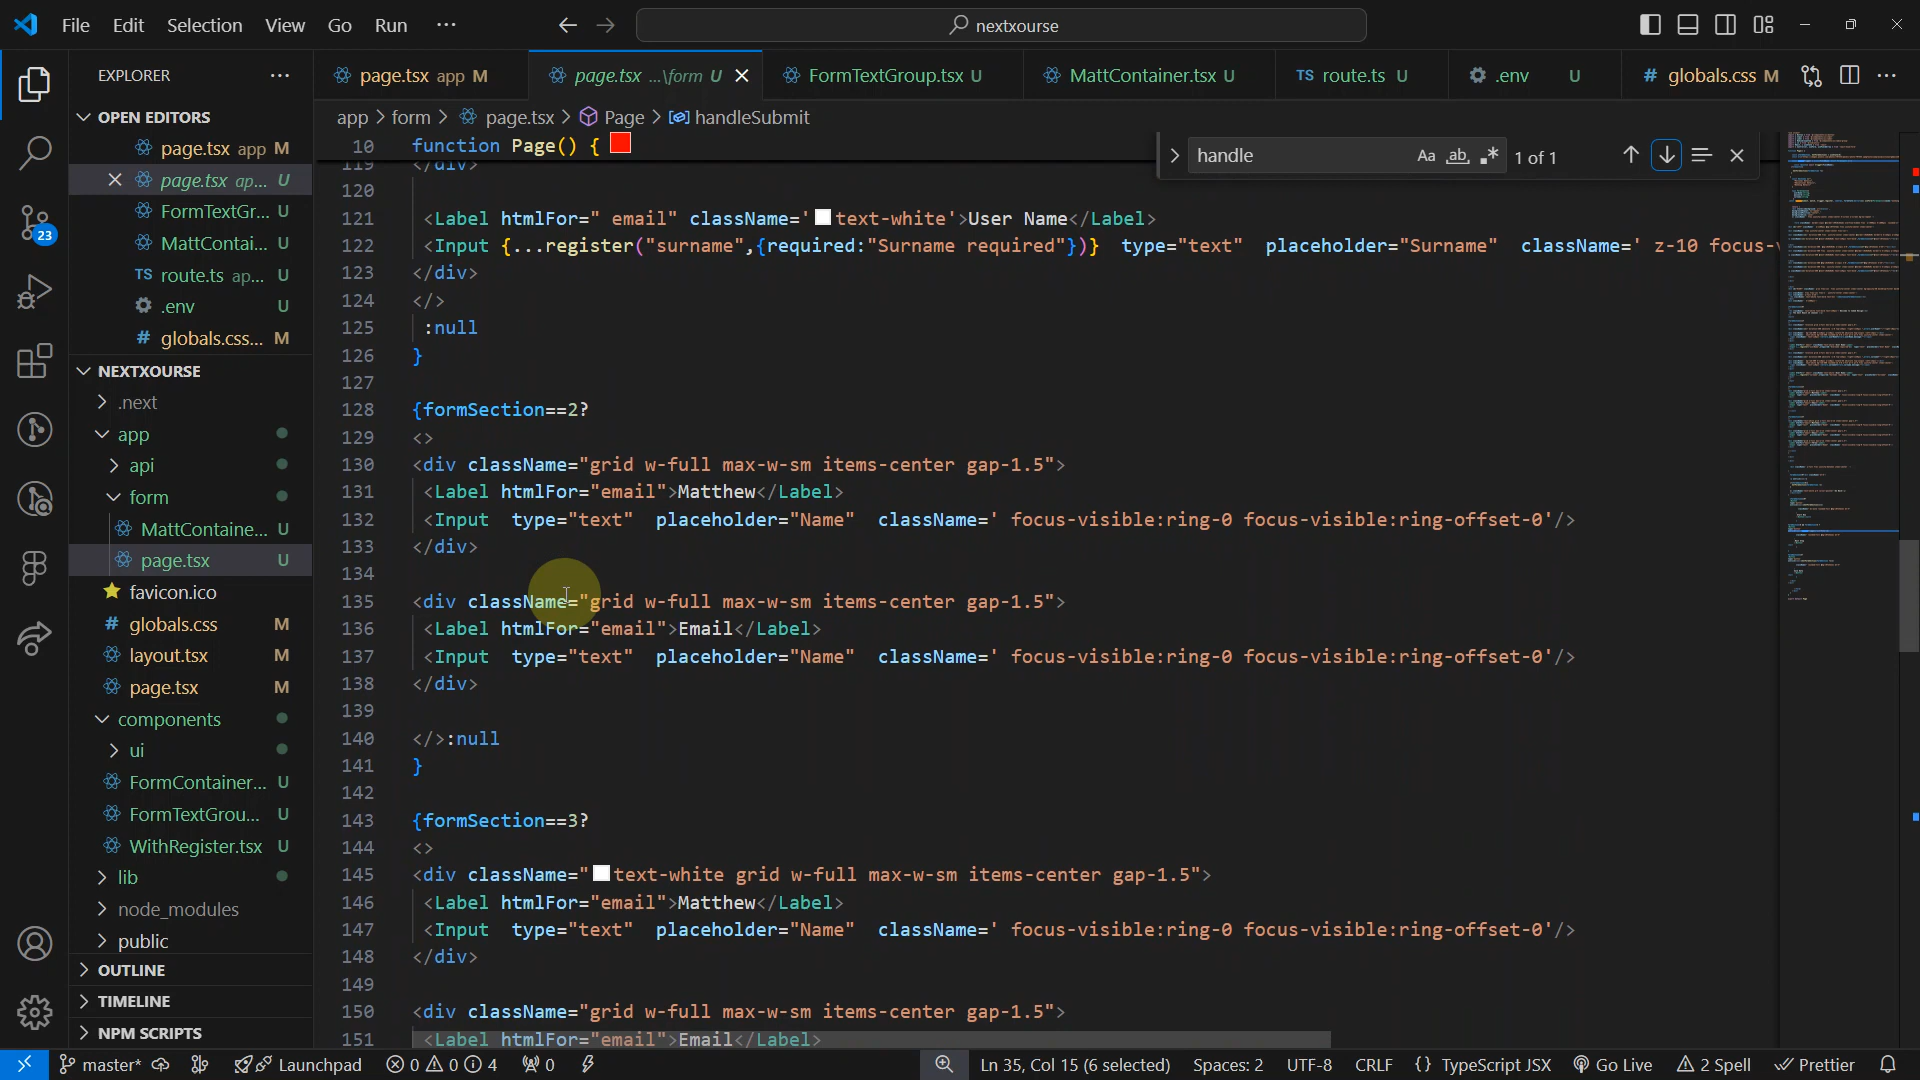 File Edit Selection View Go Run ··· nextxourse
EXPLORER ···
OPEN EDITORS
page.tsx app M
page.tsx ap... U
FormTextGr... U
MattContai... U
TS route.ts ap... U
.env U
# globals.css... M
NEXTXOURSE
.next
app
api
form
MattContaine... U
page.tsx U
favicon.ico
# globals.css M
layout.tsx M
page.tsx M
components
ui
FormContainer... U
FormTextGrou... U
WithRegister.tsx U
lib
node_modules
public
OUTLINE
TIMELINE
NPM SCRIPTS
23
page.tsx app M page.tsx ...\form U FormTextGroup.tsx U MattContainer.tsx U TS route.ts U .env U # globals.css M ···
app > form > page.tsx > Page > handleSubmit
handle Aa ab 1 of 1
10 function Page() {
119 </div>
120
121 <Label htmlFor=" email" className='text-white'>User Name</Label>
122 <Input {...register("surname",{required:"Surname required"})} type="text" placeholder="Surname" className=' z-10 focus-v
123 </div>
124 </>
125 :null
126 }
127
128 {formSection==2?
129 <>
130 <div className="grid w-full max-w-sm items-center gap-1.5">
131 <Label htmlFor="email">Matthew</Label>
132 <Input type="text" placeholder="Name" className=' focus-visible:ring-0 focus-visible:ring-offset-0'/>
133 </div>
134
135 <div className="grid w-full max-w-sm items-center gap-1.5">
136 <Label htmlFor="email">Email</Label>
137 <Input type="text" placeholder="Name" className=' focus-visible:ring-0 focus-visible:ring-offset-0'/>
138 </div>
139
140 </>:null
141 }
142
143 {formSection==3?
144 <>
145 <div className="text-white grid w-full max-w-sm items-center gap-1.5">
146 <Label htmlFor="email">Matthew</Label>
147 <Input type="text" placeholder="Name" className=' focus-visible:ring-0 focus-visible:ring-offset-0'/>
148 </div>
149
150 <div className="grid w-full max-w-sm items-center gap-1.5">
151 <Label htmlFor="email">Email</Label>
master* Launchpad 0 0 4 0 Ln 35, Col 15 (6 selected) Spaces: 2 UTF-8 CRLF {} TypeScript JSX Go Live 2 Spell Prettier